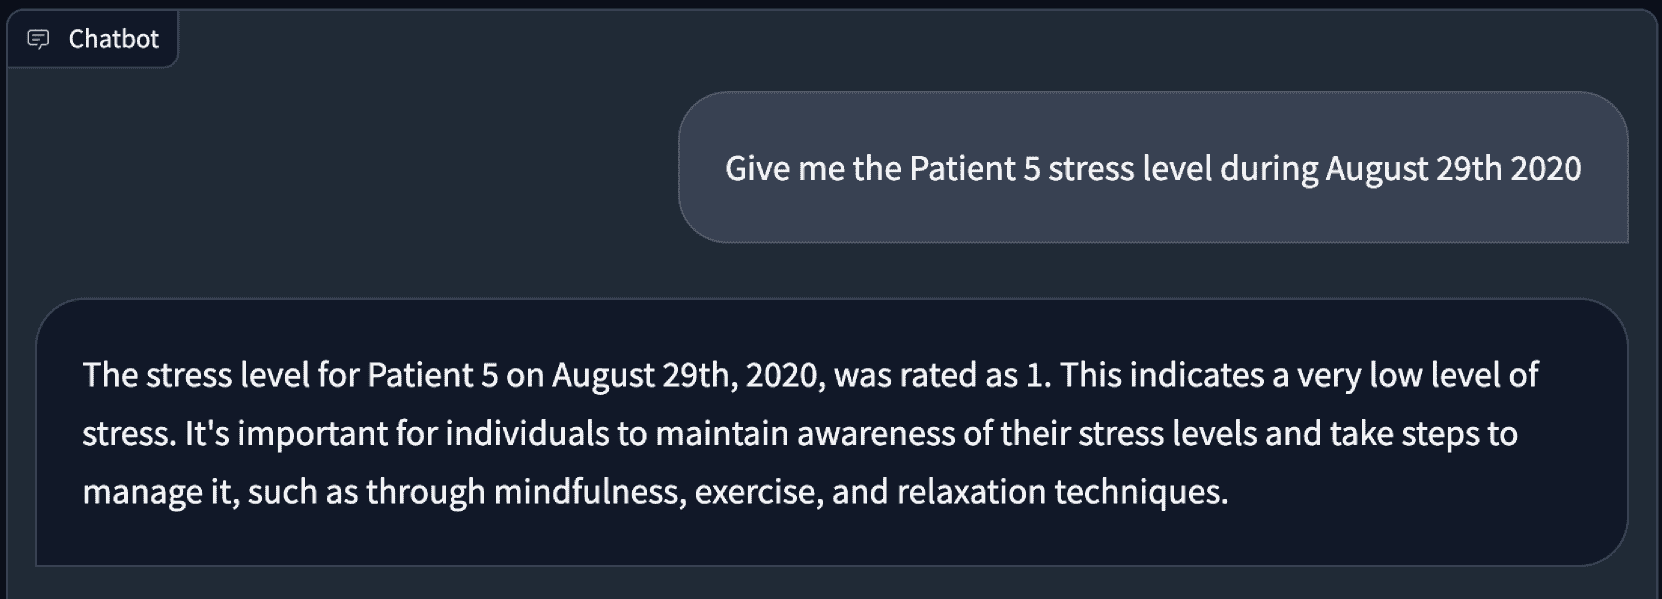 Chatbot
Give me the Patient 5 stress level during August 29th 2020
The stress level for Patient 5 on August 29th, 2020, was rated as 1. This indicates a very low level of
stress. It's important for individuals to maintain awareness of their stress levels and take steps to
manage it, such as through mindfulness, exercise, and relaxation techniques.